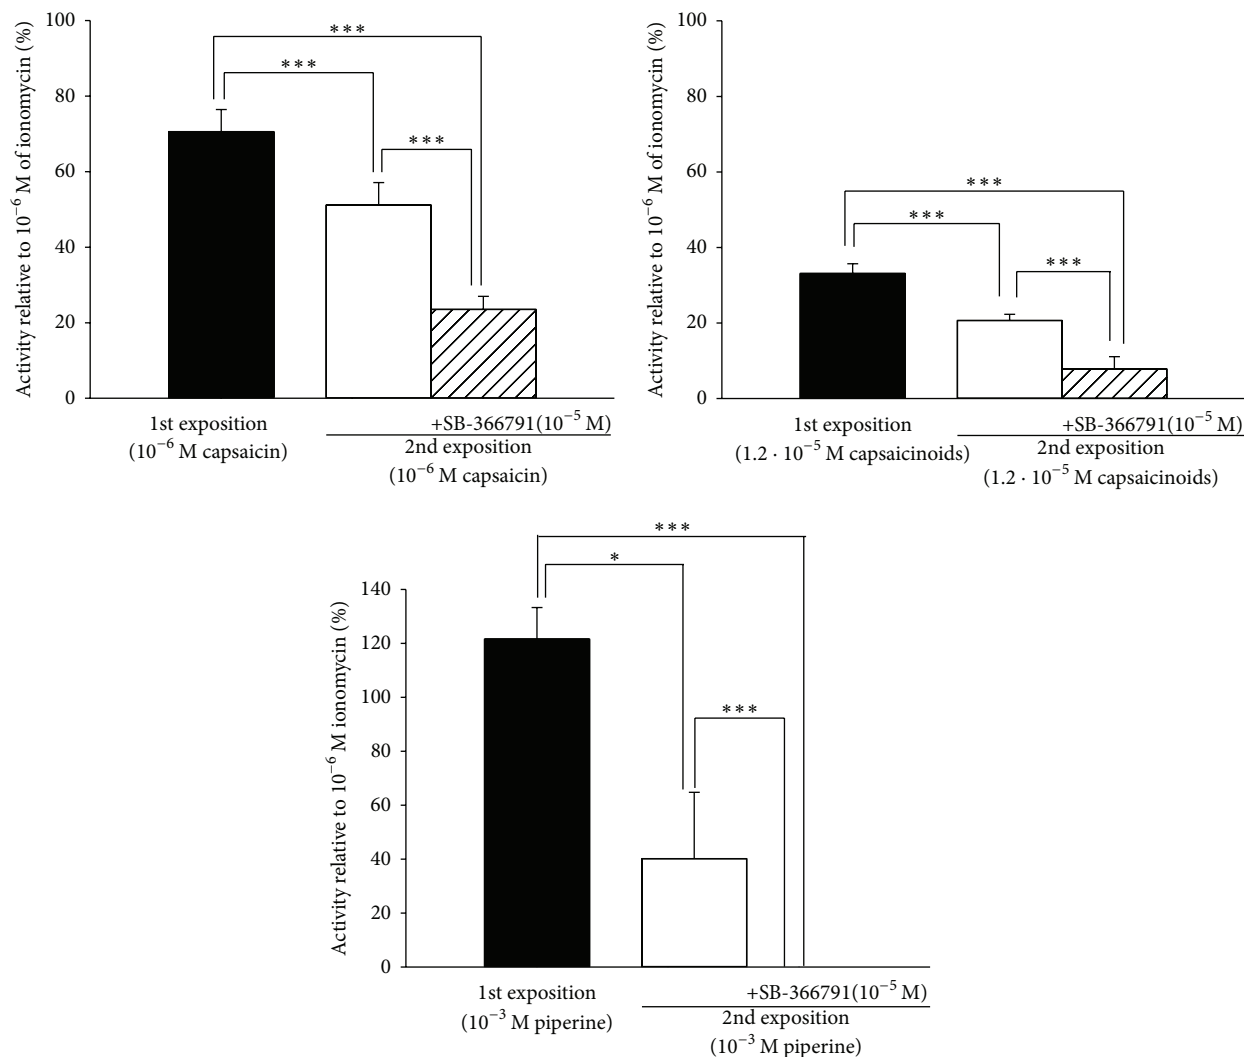 Activity relative to 10⁻⁶ M of ionomycin (%)
100
80
60
40
20
0
***
***
***
+SB-366791(10⁻⁵ M)
1st exposition
(10⁻⁶ M capsaicin)
2nd exposition
(10⁻⁶ M capsaicin)
Activity relative to 10⁻⁶ M of ionomycin (%)
100
80
60
40
20
0
***
***
***
+SB-366791(10⁻⁵ M)
1st exposition
(1.2 · 10⁻⁵ M capsaicinoids)
2nd exposition
(1.2 · 10⁻⁵ M capsaicinoids)
Activity relative to 10⁻⁶ M ionomycin (%)
140
120
100
80
60
40
20
0
***
*
***
+SB-366791(10⁻⁵ M)
1st exposition
(10⁻³ M piperine)
2nd exposition
(10⁻³ M piperine)